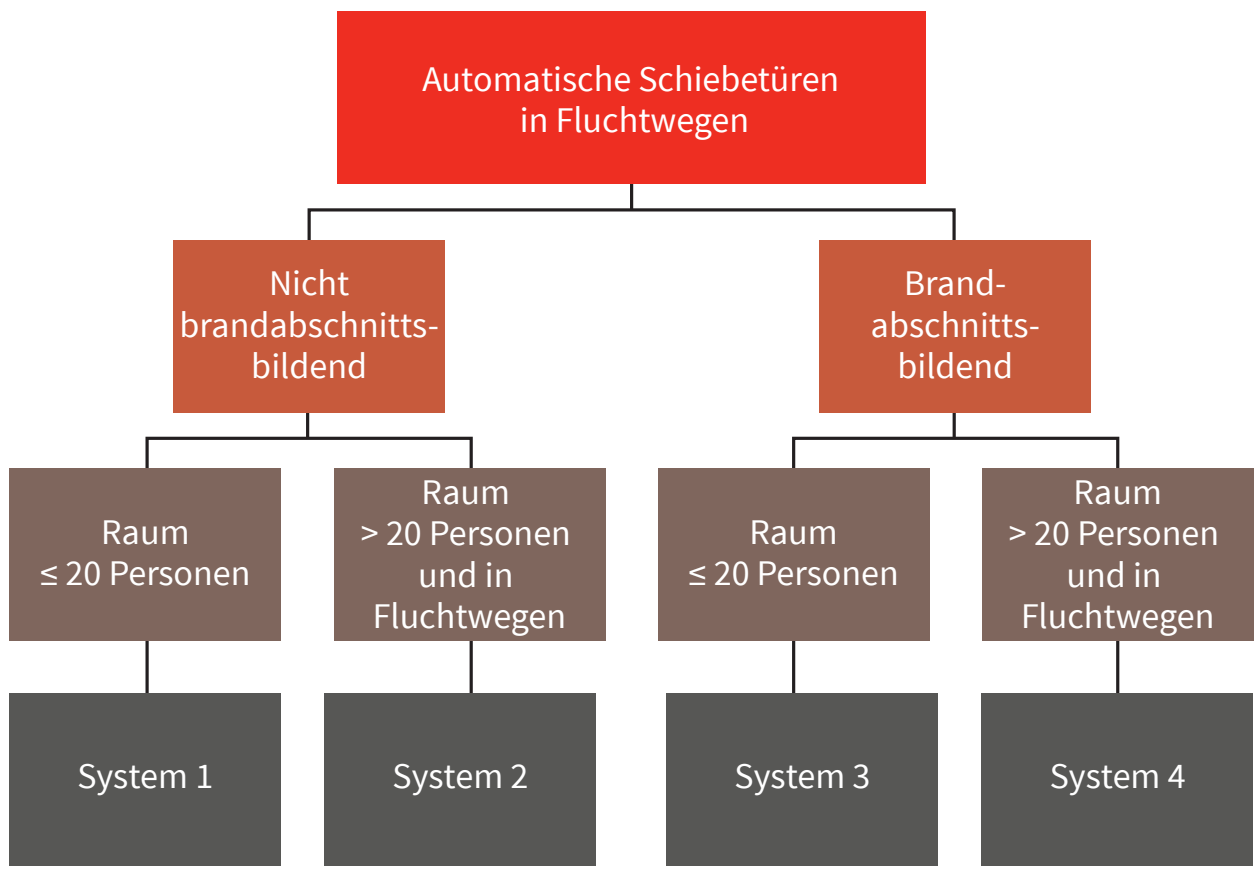 Automatische Schiebetüren
in Fluchtwegen
Nicht
brandabschnitts-
bildend
Brand-
abschnitts-
bildend
Raum
≤ 20 Personen
Raum
> 20 Personen
und in
Fluchtwegen
Raum
≤ 20 Personen
Raum
> 20 Personen
und in
Fluchtwegen
System 1
System 2
System 3
System 4